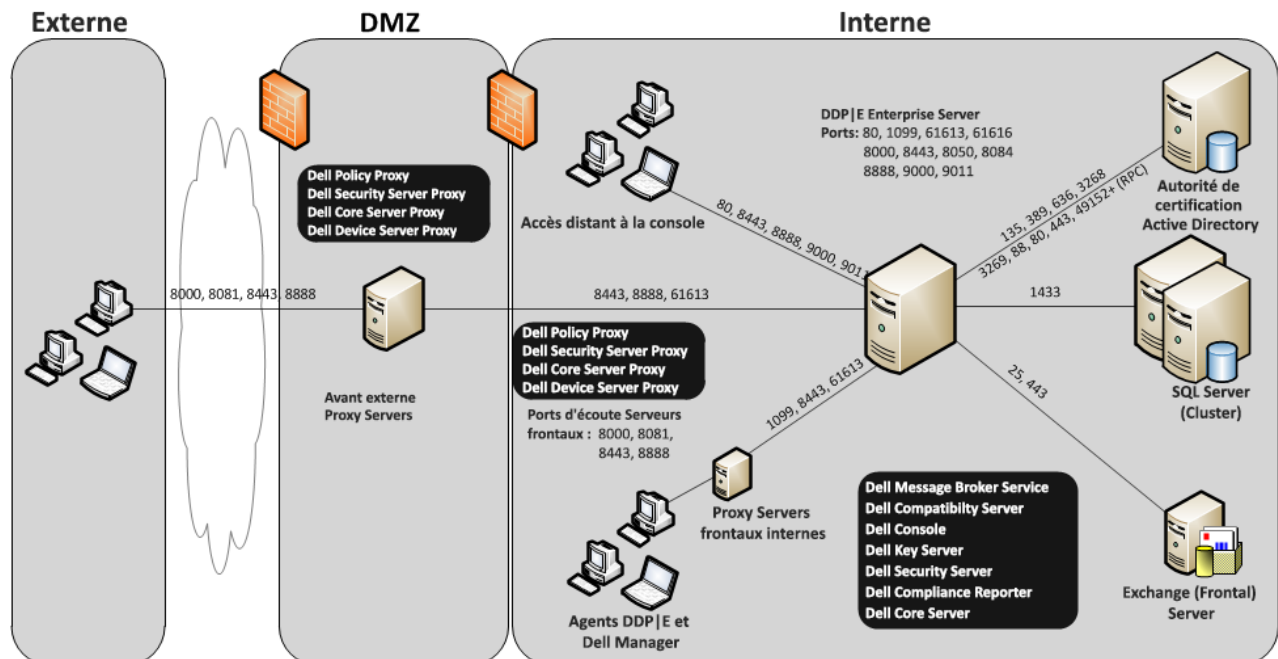 Externe
DMZ
Interne
Dell Policy Proxy
Dell Security Server Proxy
Dell Core Server Proxy
Dell Device Server Proxy
8000, 8081, 8443, 8888
Avant externe
Proxy Servers
Accès distant à la console
DDP|E Enterprise Server
Ports: 80, 1099, 61613, 61616
8000, 8443, 8050, 8084
8888, 9000, 9011
80, 8443, 8888, 9000, 9011
135, 389, 636, 3268
3269, 88, 80, 443, 49152+ (RPC)
Autorité de
certification
Active Directory
8443, 8888, 61613
1433
Dell Policy Proxy
Dell Security Server Proxy
Dell Core Server Proxy
Dell Device Server Proxy
Ports d'écoute Serveurs
frontaux : 8000, 8081,
8443, 8888
1099, 8443, 61613
25, 443
SQL Server
(Cluster)
Proxy Servers
frontaux internes
Agents DDP|E et
Dell Manager
Dell Message Broker Service
Dell Compatibilty Server
Dell Console
Dell Key Server
Dell Security Server
Dell Compliance Reporter
Dell Core Server
Exchange (Frontal)
Server